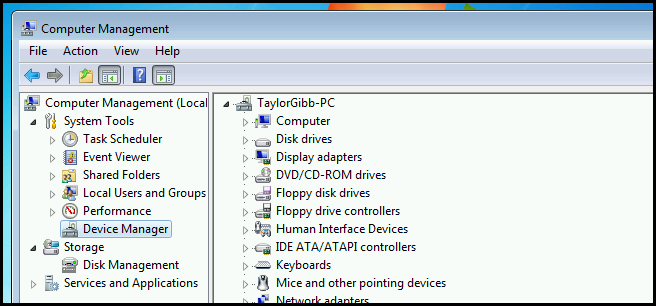 Computer Management
File Action View Help
Computer Management (Local
System Tools
Task Scheduler
Event Viewer
Shared Folders
Local Users and Groups
Performance
Device Manager
Storage
Disk Management
Services and Applications
TaylorGibb-PC
Computer
Disk drives
Display adapters
DVD/CD-ROM drives
Floppy disk drives
Floppy drive controllers
Human Interface Devices
IDE ATA/ATAPI controllers
Keyboards
Mice and other pointing devices
Network adapters